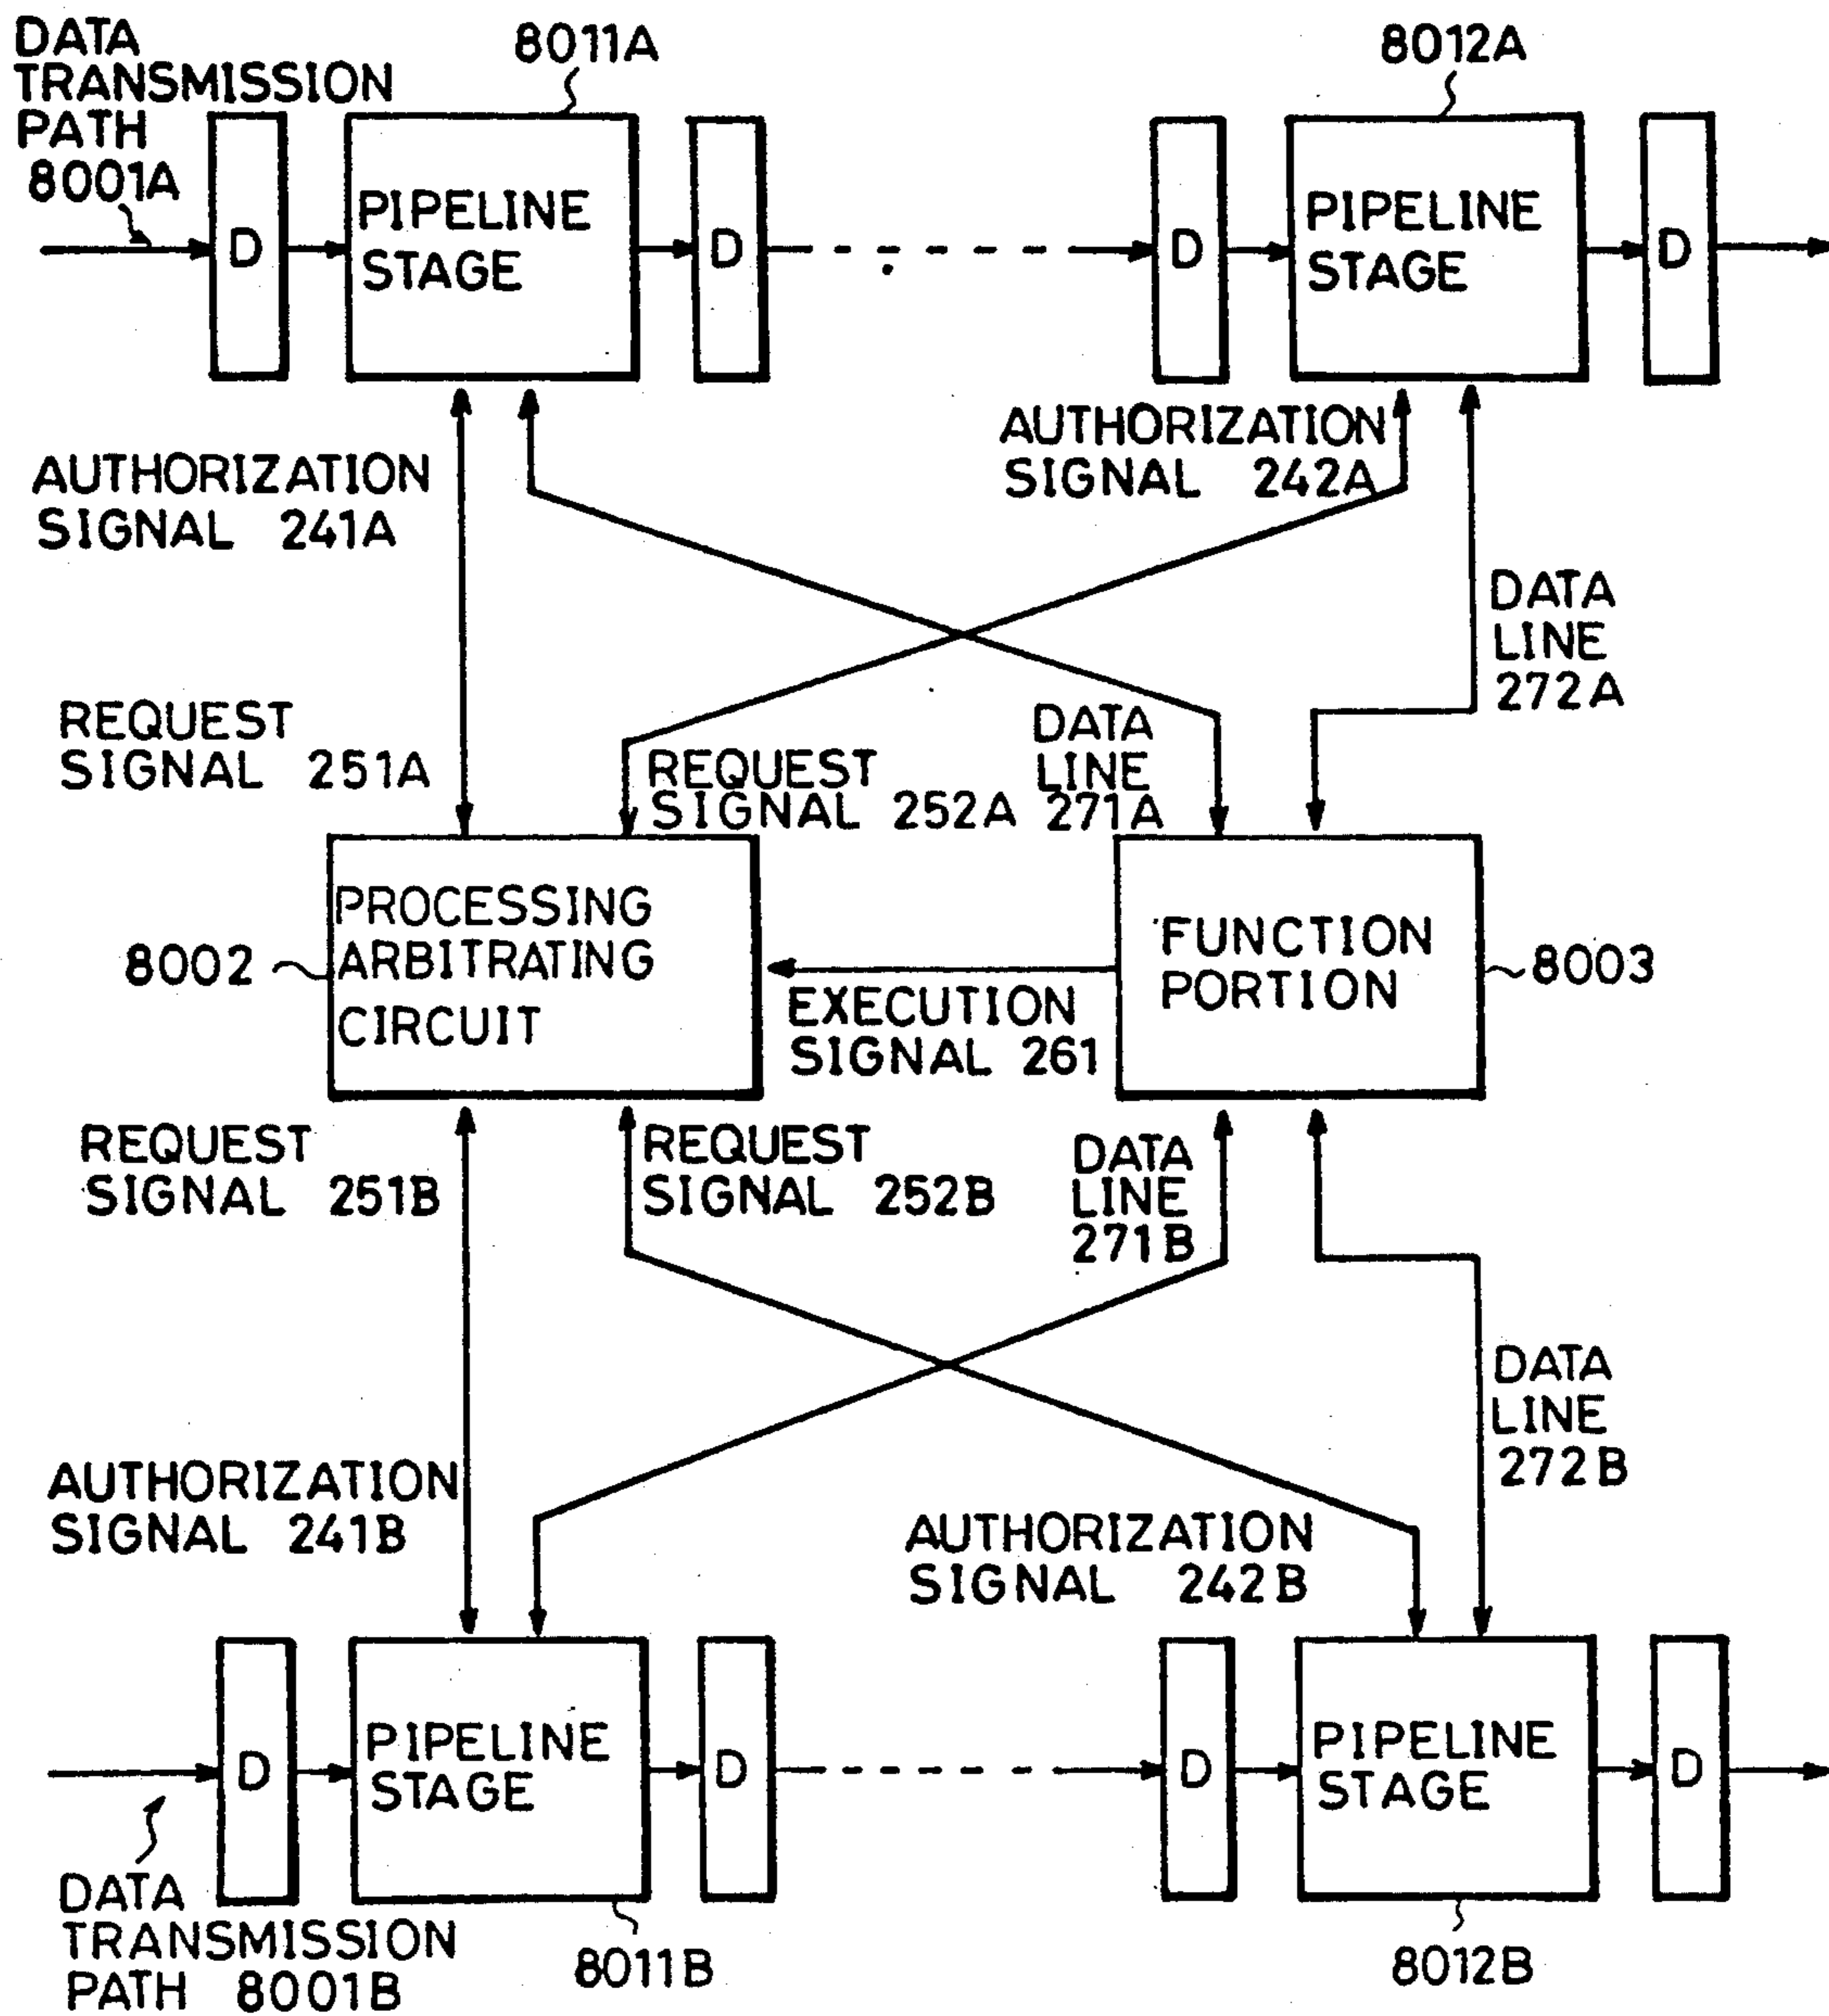 DATA
TRANSMISSION
PATH
8001A
8011A
8012A
D
PIPELINE
STAGE
D
D
PIPELINE
STAGE
D
AUTHORIZATION
SIGNAL 241A
AUTHORIZATION
SIGNAL 242A
DATA
LINE
272A
REQUEST
SIGNAL 251A
REQUEST
SIGNAL 252A
DATA
LINE
271A
PROCESSING
ARBITRATING
CIRCUIT
8002
FUNCTION
PORTION
8003
EXECUTION
SIGNAL 261
REQUEST
SIGNAL 251B
REQUEST
SIGNAL 252B
DATA
LINE
271B
DATA
LINE
272B
AUTHORIZATION
SIGNAL 241B
AUTHORIZATION
SIGNAL 242B
D
PIPELINE
STAGE
D
D
PIPELINE
STAGE
D
DATA
TRANSMISSION
PATH 8001B
8011B
8012B